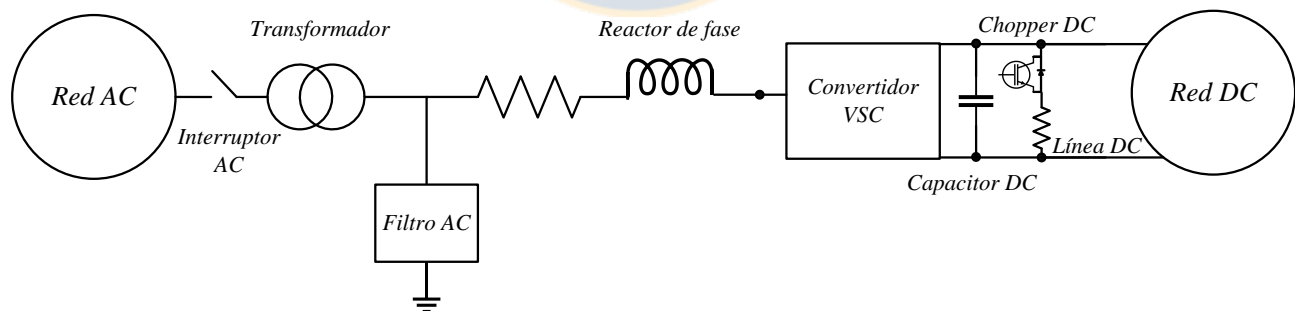 Transformador
Reactor de fase
Chopper DC
Red AC
Interruptor
AC
Convertidor
VSC
Red DC
Línea DC
Capacitor DC
Filtro AC